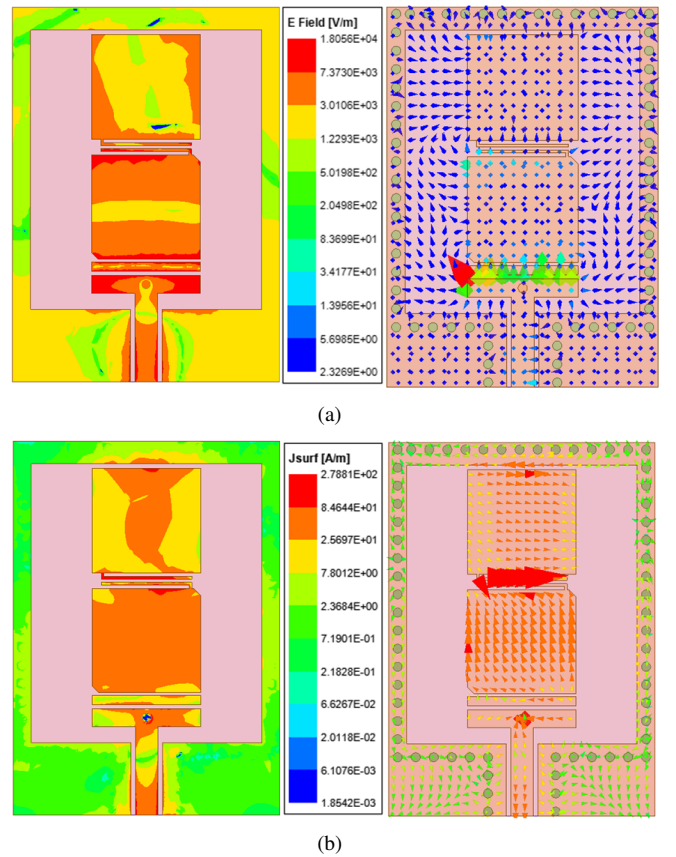 E Field [V/m]
1.8056E+04
7.3730E+03
3.0106E+03
1.2293E+03
5.0198E+02
2.0498E+02
8.3699E+01
3.4177E+01
1.3956E+01
5.6985E+00
2.3269E+00
(a)
Jsurf [A/m]
2.7881E+02
8.4644E+01
2.5697E+01
7.8012E+00
2.3684E+00
7.1901E-01
2.1828E-01
6.6267E-02
2.0118E-02
6.1076E-03
1.8542E-03
(b)